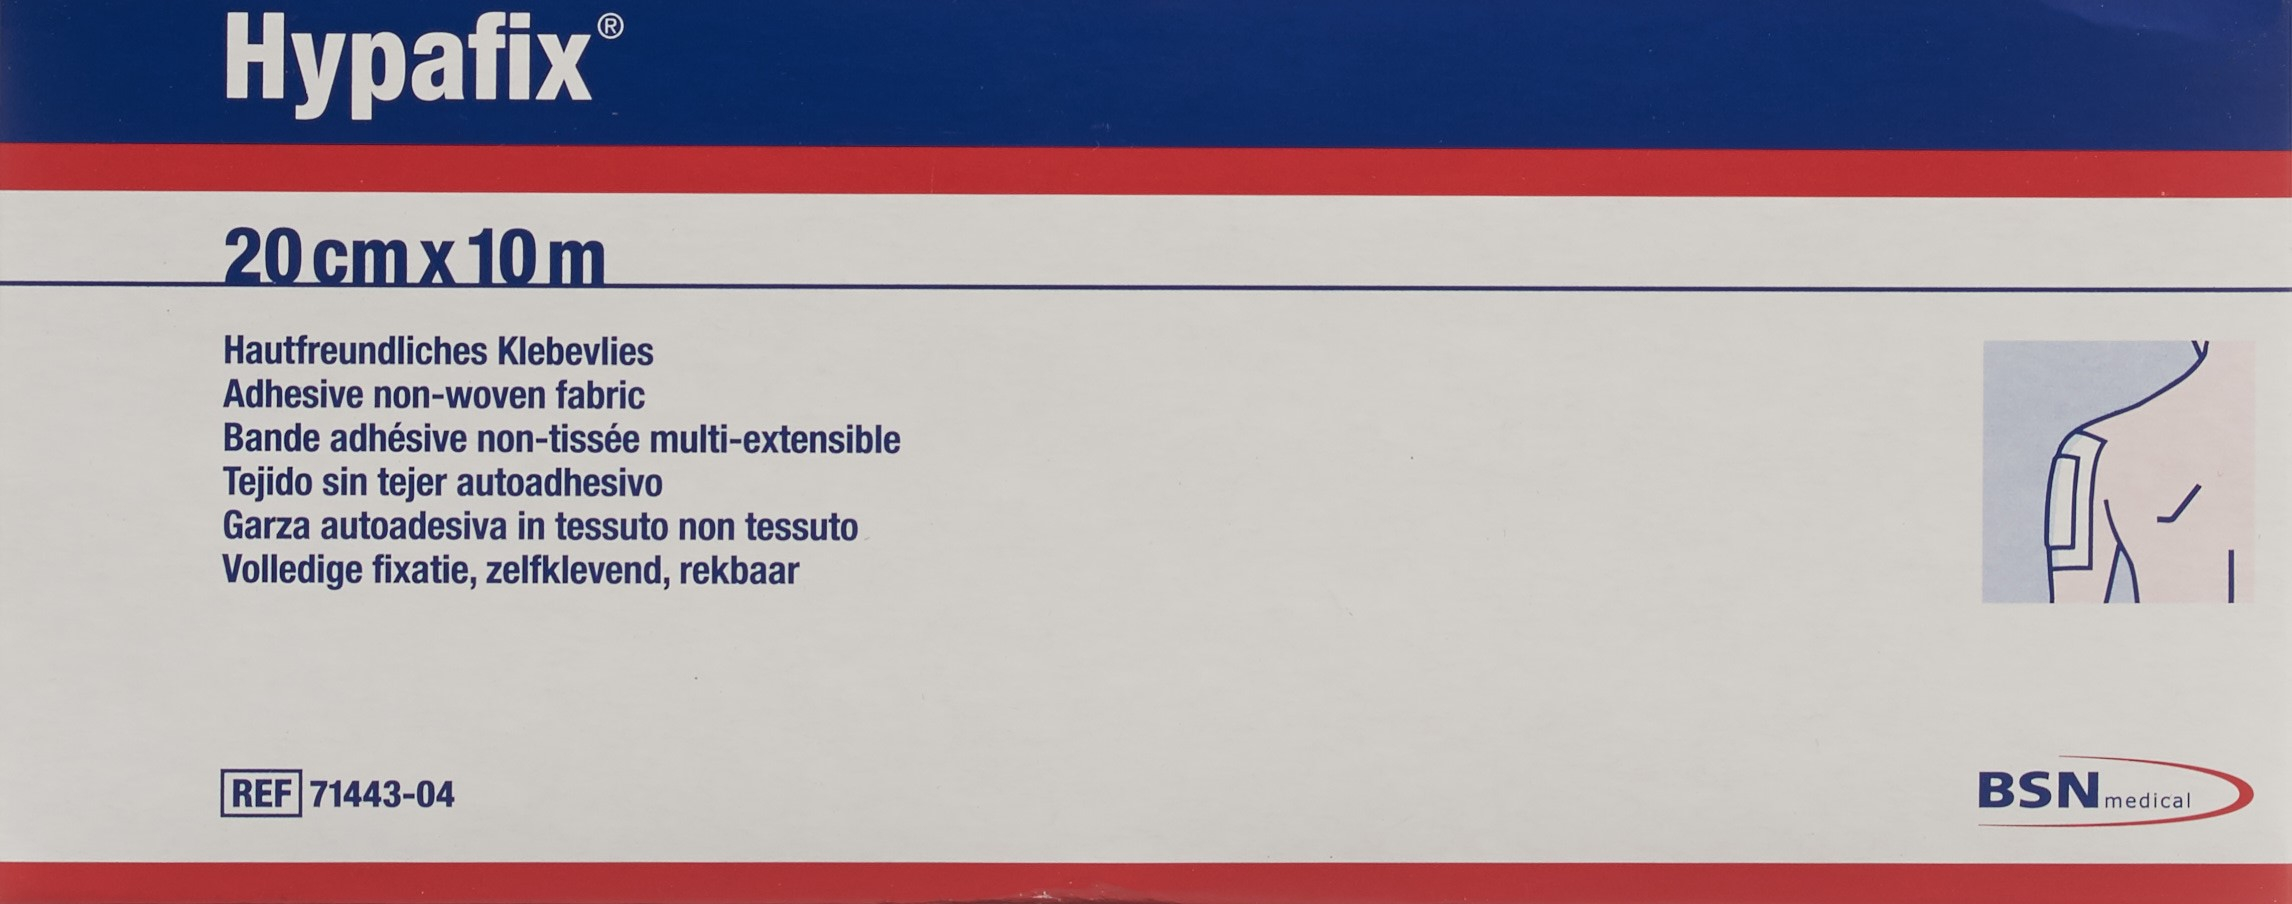 Hypafix®
20 cm x 10 m
Hautfreundliches Klebevlies
Adhesive non-woven fabric
Bande adhésive non-tissée multi-extensible
Tejido sin tejer autoadhesivo
Garza autoadesiva in tessuto non tessuto
Volledige fixatie, zelfklevend, rekbaar
REF 71443-04
BSN medical